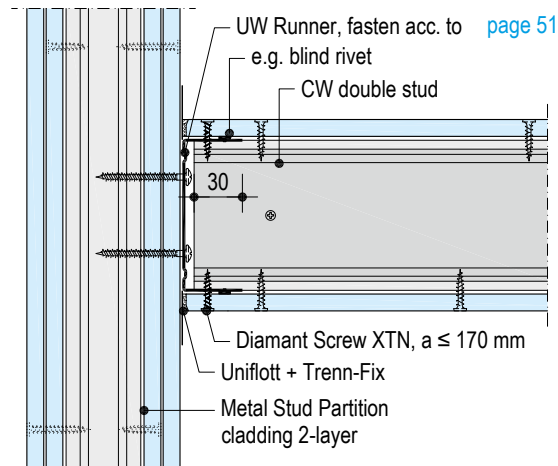 UW Runner, fasten acc. to page 51
e.g. blind rivet
CW double stud
30
Diamant Screw XTN, a ≤ 170 mm
Uniflott + Trenn-Fix
Metal Stud Partition
cladding 2-layer